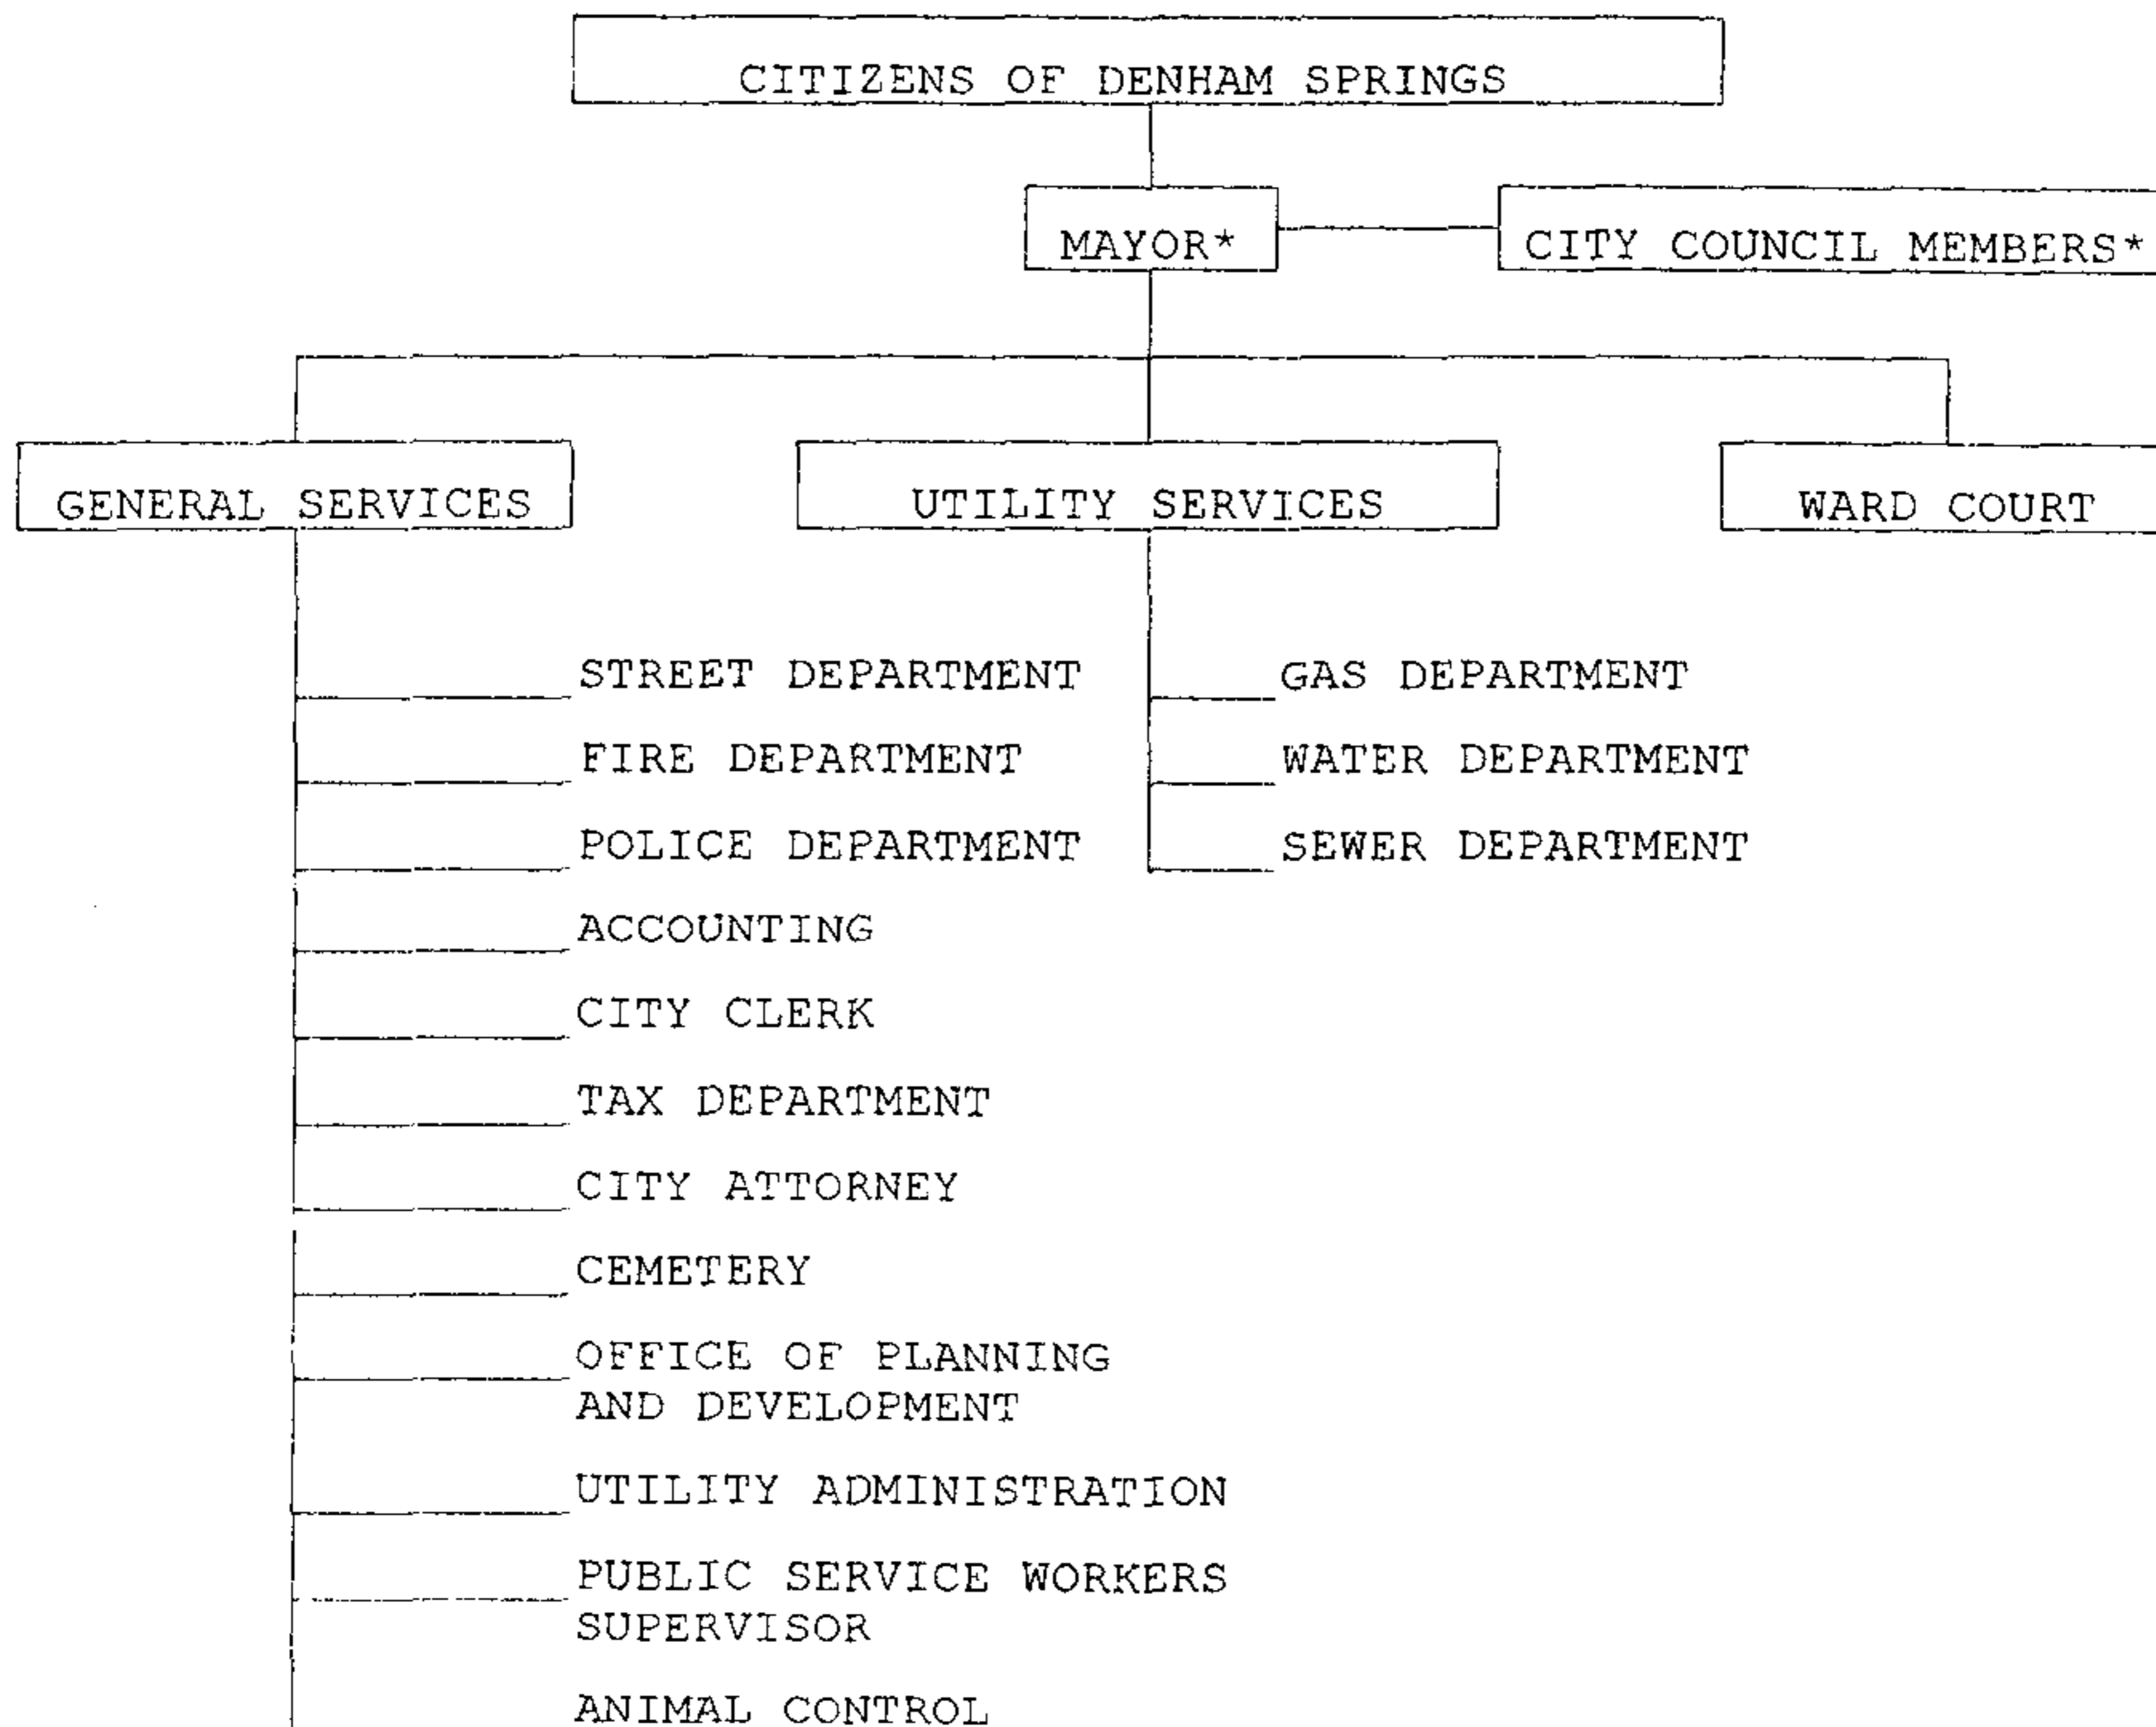 CITIZENS OF DENHAM SPRINGS
MAYOR* CITY COUNCIL MEMBERS*
GENERAL SERVICES UTILITY SERVICES WARD COURT
STREET DEPARTMENT GAS DEPARTMENT
FIRE DEPARTMENT WATER DEPARTMENT
POLICE DEPARTMENT SEWER DEPARTMENT
ACCOUNTING
CITY CLERK
TAX DEPARTMENT
CITY ATTORNEY
CEMETERY
OFFICE OF PLANNING
AND DEVELOPMENT
UTILITY ADMINISTRATION
PUBLIC SERVICE WORKERS
SUPERVISOR
ANIMAL CONTROL